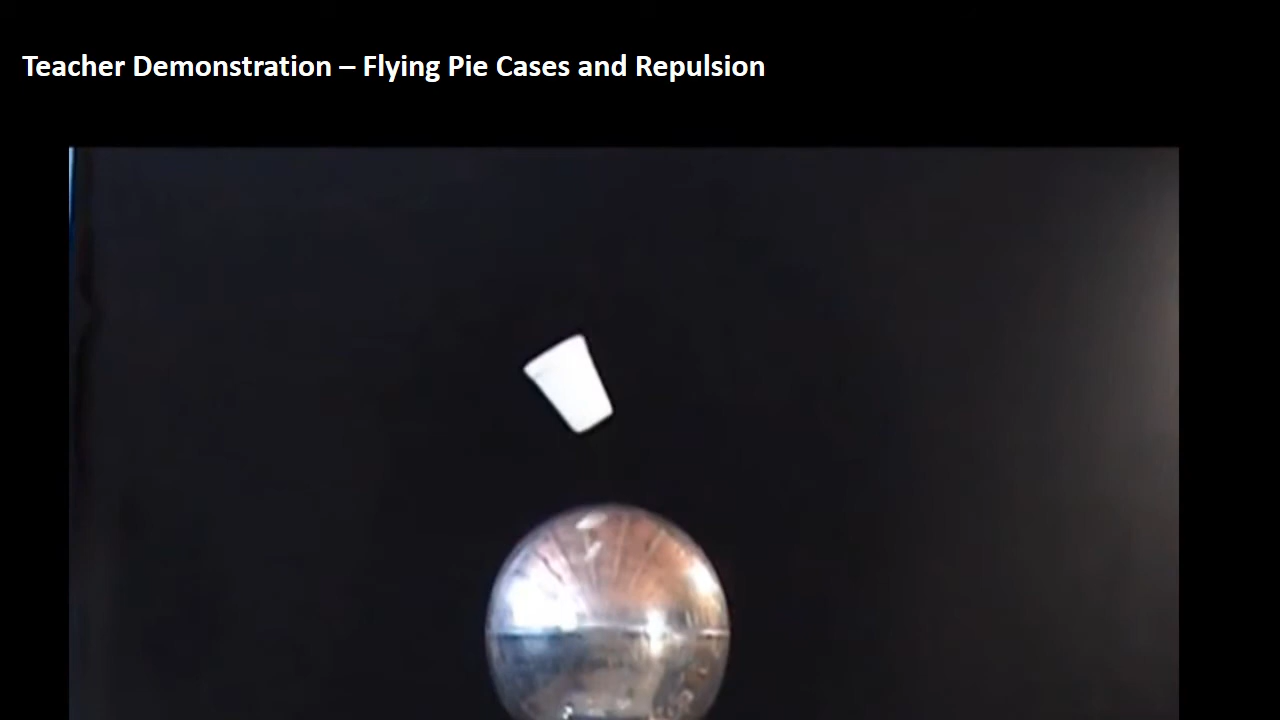 Teacher Demonstration – Flying Pie Cases and Repulsion